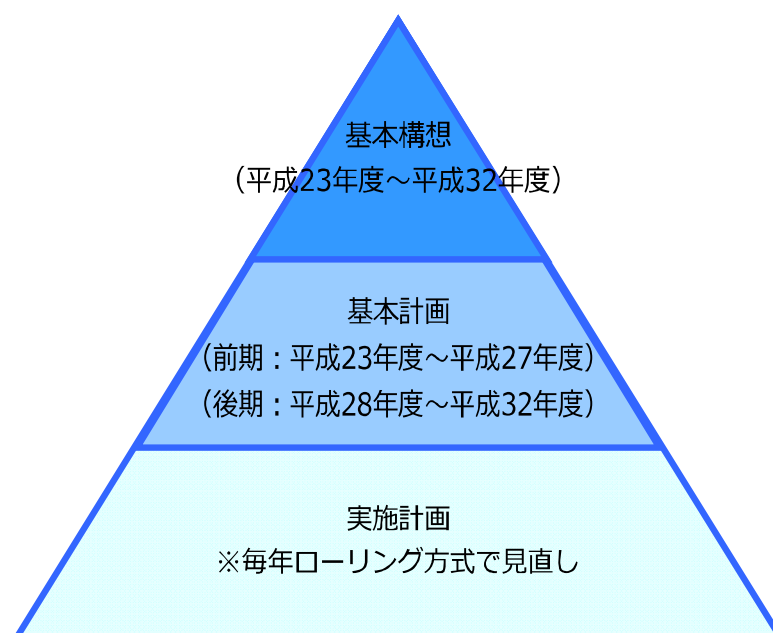 基本構想
（平成23年度～平成32年度）
基本計画
（前期：平成23年度～平成27年度）
（後期：平成28年度～平成32年度）
実施計画
※毎年ローリング方式で見直し